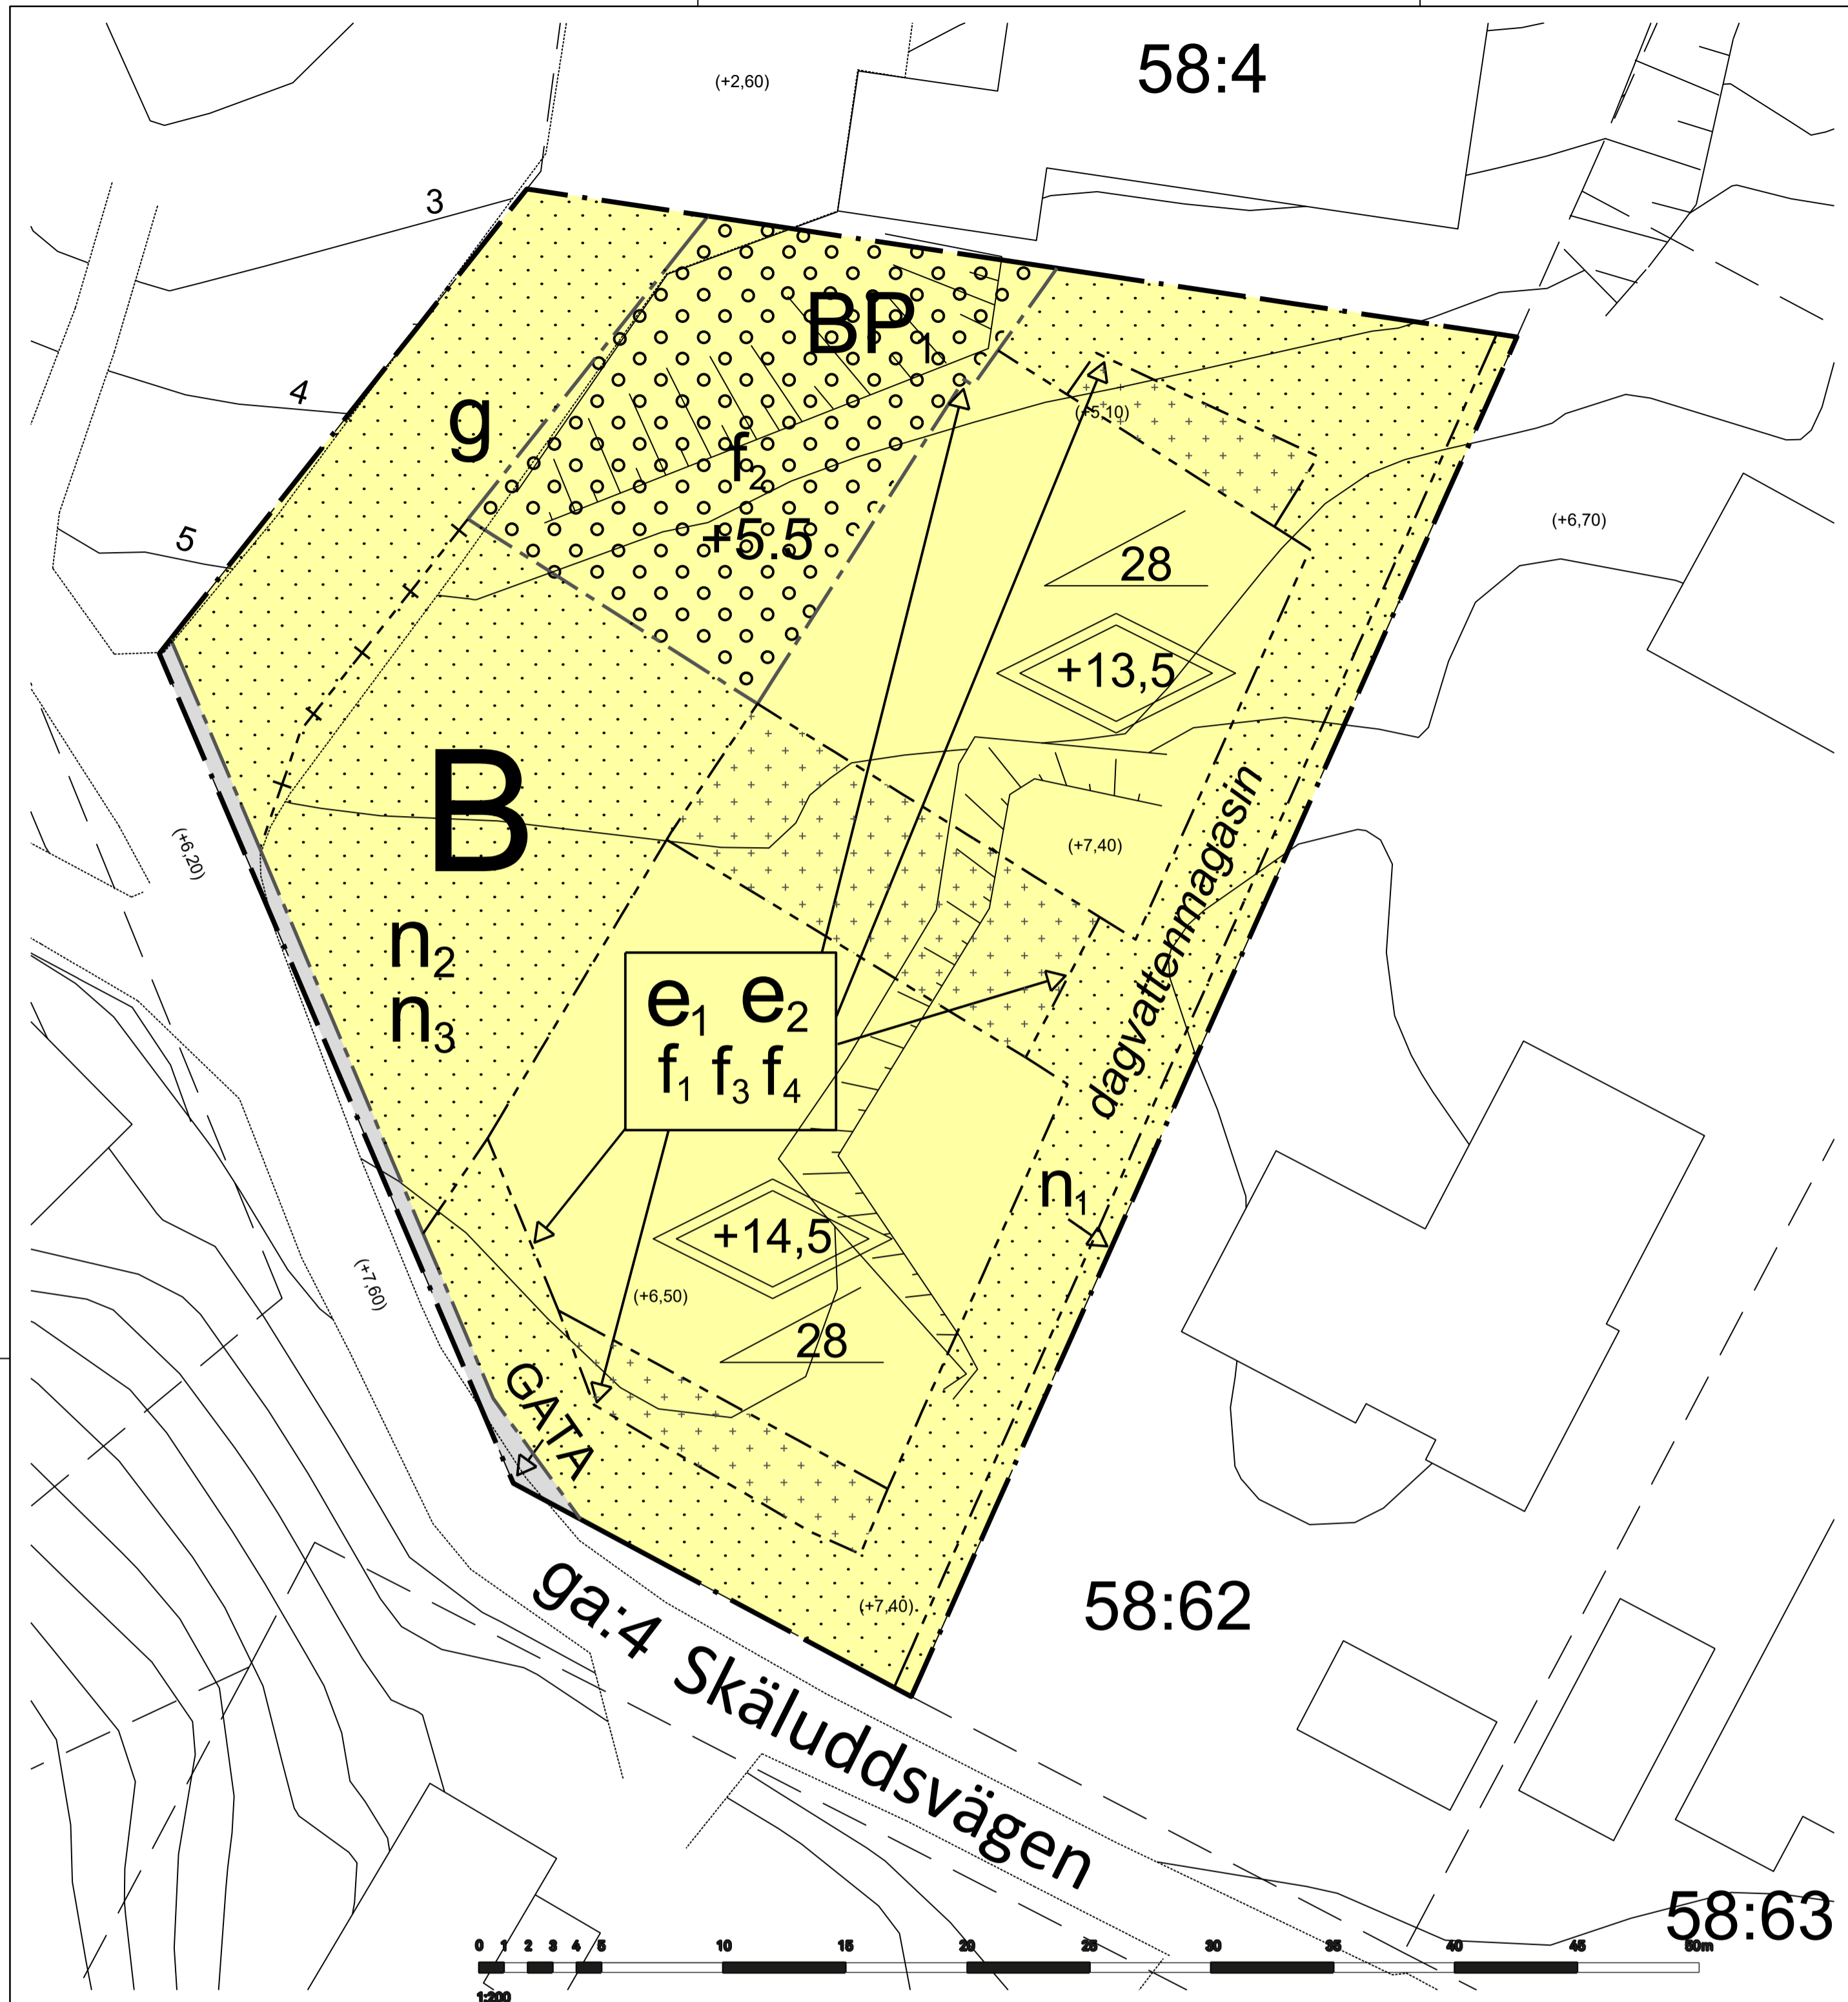 58:4
(+2,60)
3
BP1
4
g
(+5,10)
f2
5
+5.5
28
(+6,70)
+13,5
B
(+6,20)
(+7,40)
dagvattenmagasin
n2
n3
e1 e2
f1 f3 f4
n1
+14,5
(+7,60)
(+6,50)
28
GATA
58:62
(+7,40)
ga:4 Skäluddsvägen
58:63
0 1 2 3 4 5 10 15 20 25 30 35 40 45 50m
1:200